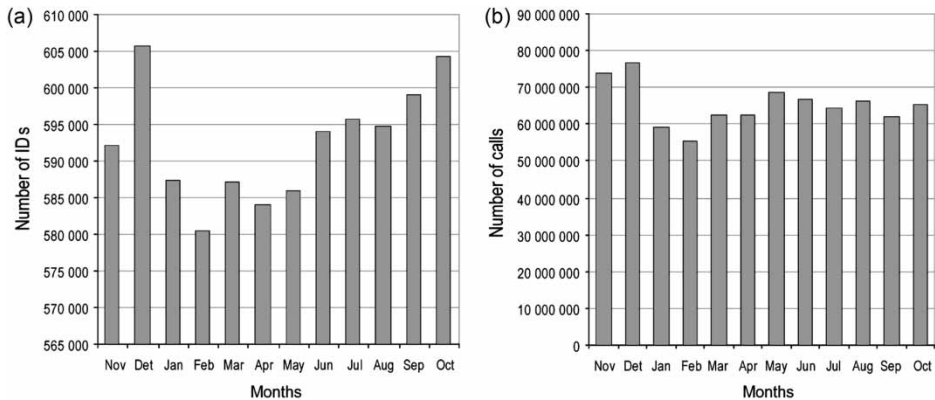 (a)
610 000
605 000
600 000
595 000
590 000
585 000
580 000
575 000
570 000
565 000
Number of IDs
Nov Det Jan Feb Mar Apr May Jun Jul Aug Sep Oct
Months
(b)
90 000 000
80 000 000
70 000 000
60 000 000
50 000 000
40 000 000
30 000 000
20 000 000
10 000 000
0
Number of calls
Nov Det Jan Feb Mar Apr May Jun Jul Aug Sep Oct
Months